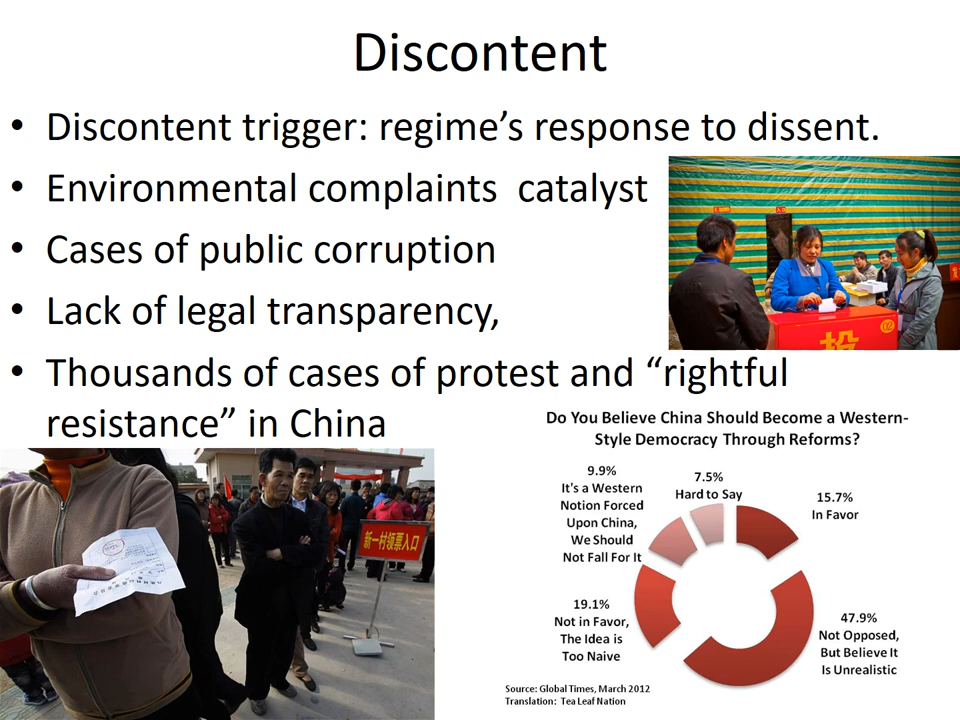 Discontent
• Discontent trigger: regime’s response to dissent.
• Environmental complaints  catalyst
• Cases of public corruption
• Lack of legal transparency,
• Thousands of cases of protest and “rightful
resistance” in China
投
02
新一村领票入口
Do You Believe China Should Become a Western-
Style Democracy Through Reforms?
9.9%
It's a Western
Notion Forced
Upon China,
We Should
Not Fall For It
7.5%
Hard to Say
15.7%
In Favor
19.1%
Not in Favor,
The Idea is
Too Naive
47.9%
Not Opposed,
But Believe It
Is Unrealistic
Source: Global Times, March 2012
Translation:  Tea Leaf Nation